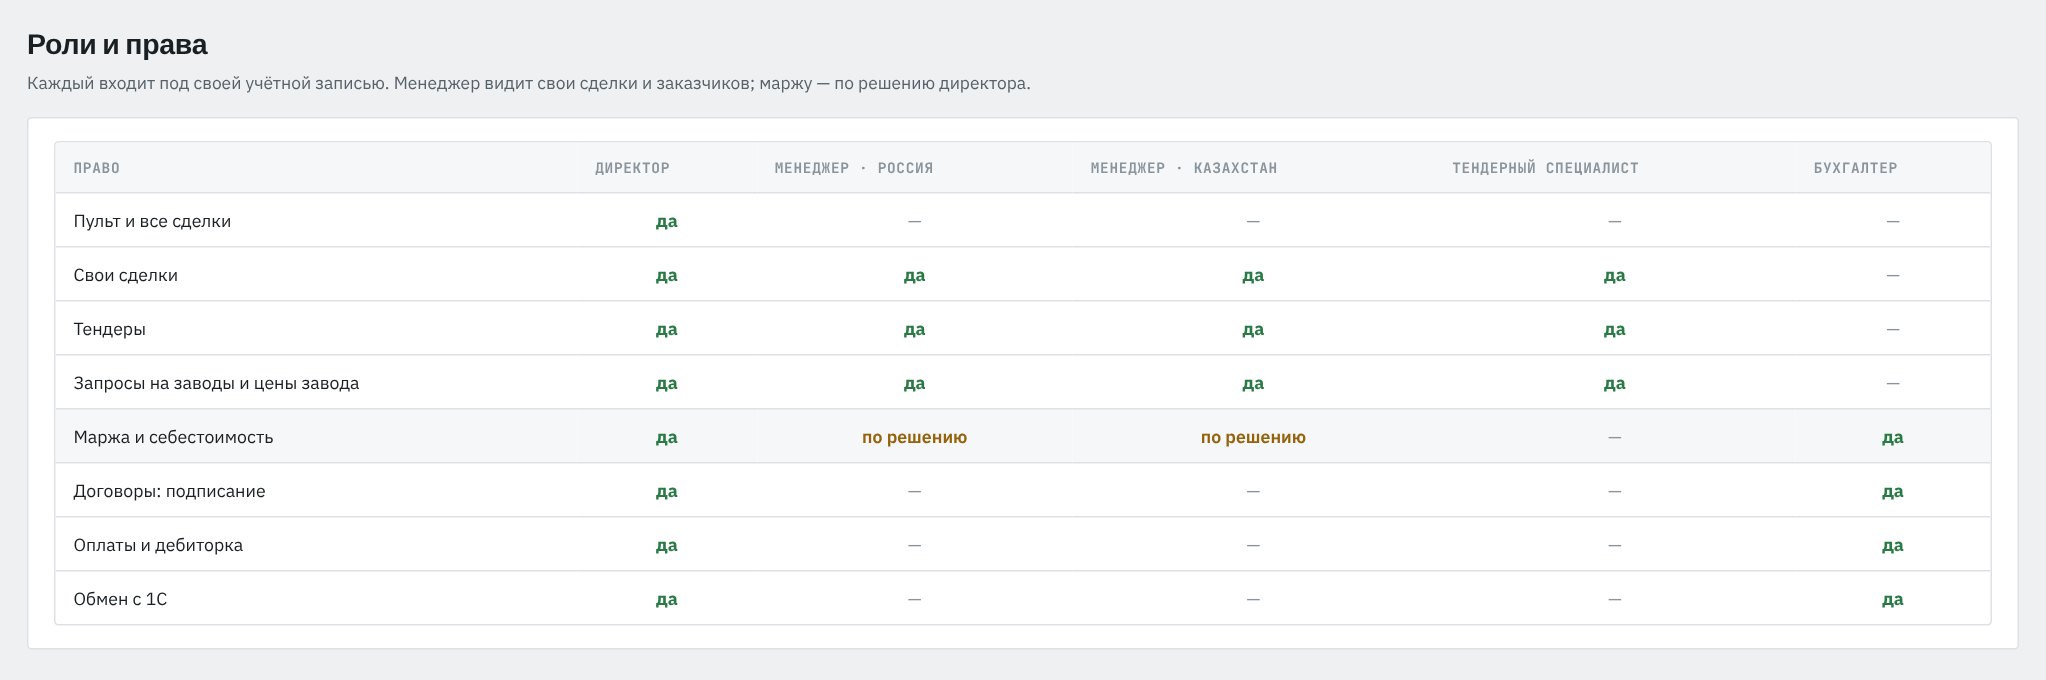 Роли и права
Каждый входит под своей учётной записью. Менеджер видит свои сделки и заказчиков; маржу — по решению директора.
ПРАВО ДИРЕКТОР МЕНЕДЖЕР · РОССИЯ МЕНЕДЖЕР · КАЗАХСТАН ТЕНДЕРНЫЙ СПЕЦИАЛИСТ БУХГАЛТЕР
Пульт и все сделки да — — — —
Свои сделки да да да да —
Тендеры да да да да —
Запросы на заводы и цены завода да да да да —
Маржа и себестоимость да по решению по решению — да
Договоры: подписание да — — — да
Оплаты и дебиторка да — — — да
Обмен с 1С да — — — да